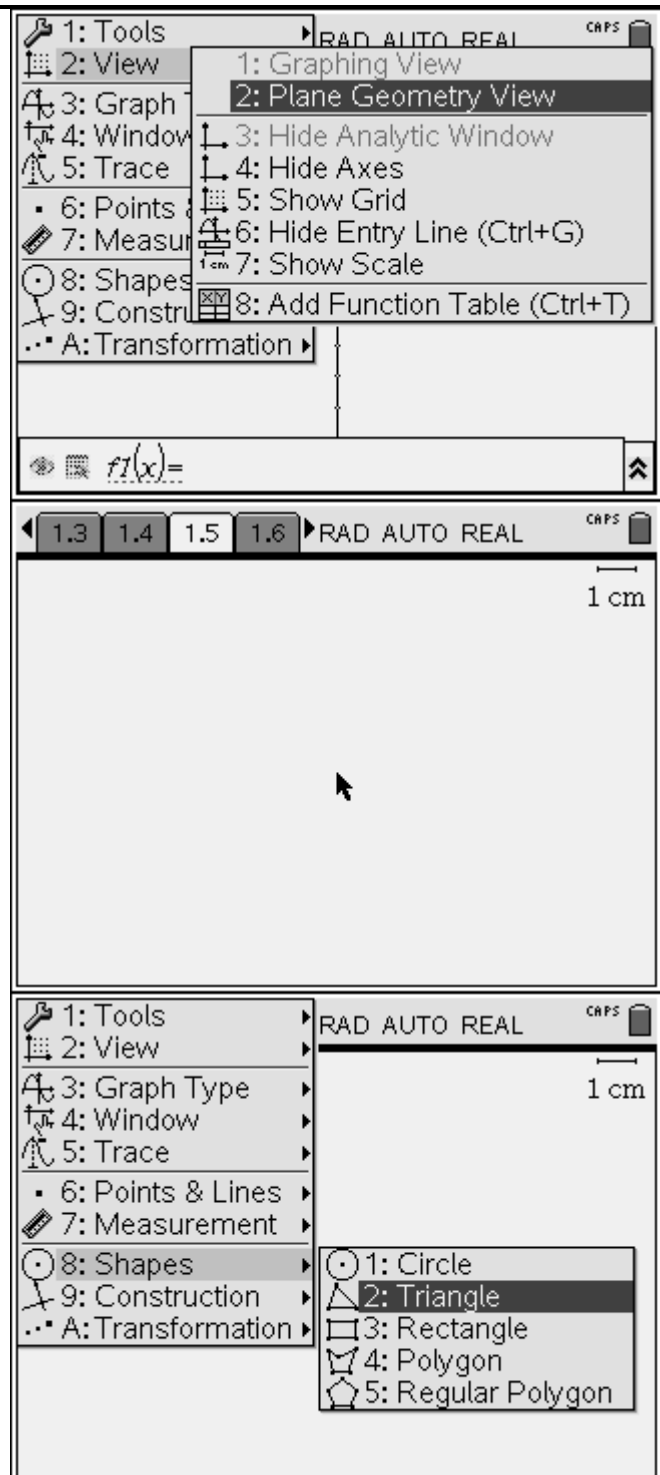 1: Tools
RAD AUTO REAL
CAPS
2: View
1: Graphing View
2: Plane Geometry View
3: Graph
4: Window
3: Hide Analytic Window
5: Trace
4: Hide Axes
6: Points
5: Show Grid
7: Measur
6: Hide Entry Line (Ctrl+G)
8: Shapes
1 cm 7: Show Scale
9: Constru
XY 8: Add Function Table (Ctrl+T)
A: Transformation
f1(x)=
1.3 1.4 1.5 1.6 RAD AUTO REAL CAPS
1 cm
1: Tools
RAD AUTO REAL CAPS
2: View
3: Graph Type
1 cm
4: Window
5: Trace
6: Points & Lines
7: Measurement
8: Shapes
9: Construction
A: Transformation
1: Circle
2: Triangle
3: Rectangle
4: Polygon
5: Regular Polygon